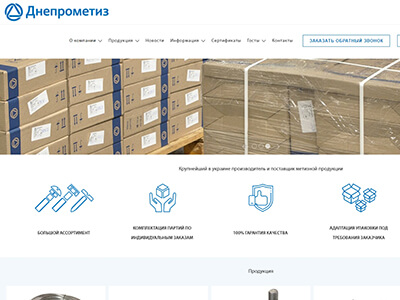 Днепрометиз
О компании Продукция Новости Информация Сертификаты Госты Контакты ЗАКАЗАТЬ ОБРАТНЫЙ ЗВОНОК
Крупнейший в украине производитель и поставщик метизной продукции
БОЛЬШОЙ АССОРТИМЕНТ
КОМПЛЕКТАЦИЯ ПАРТИЙ ПО
ИНДИВИДУАЛЬНЫМ ЗАКАЗАМ
100% ГАРАНТИЯ КАЧЕСТВА
АДАПТАЦИЯ УПАКОВКИ ПОД
ТРЕБОВАНИЯ ЗАКАЗЧИКА
Продукция